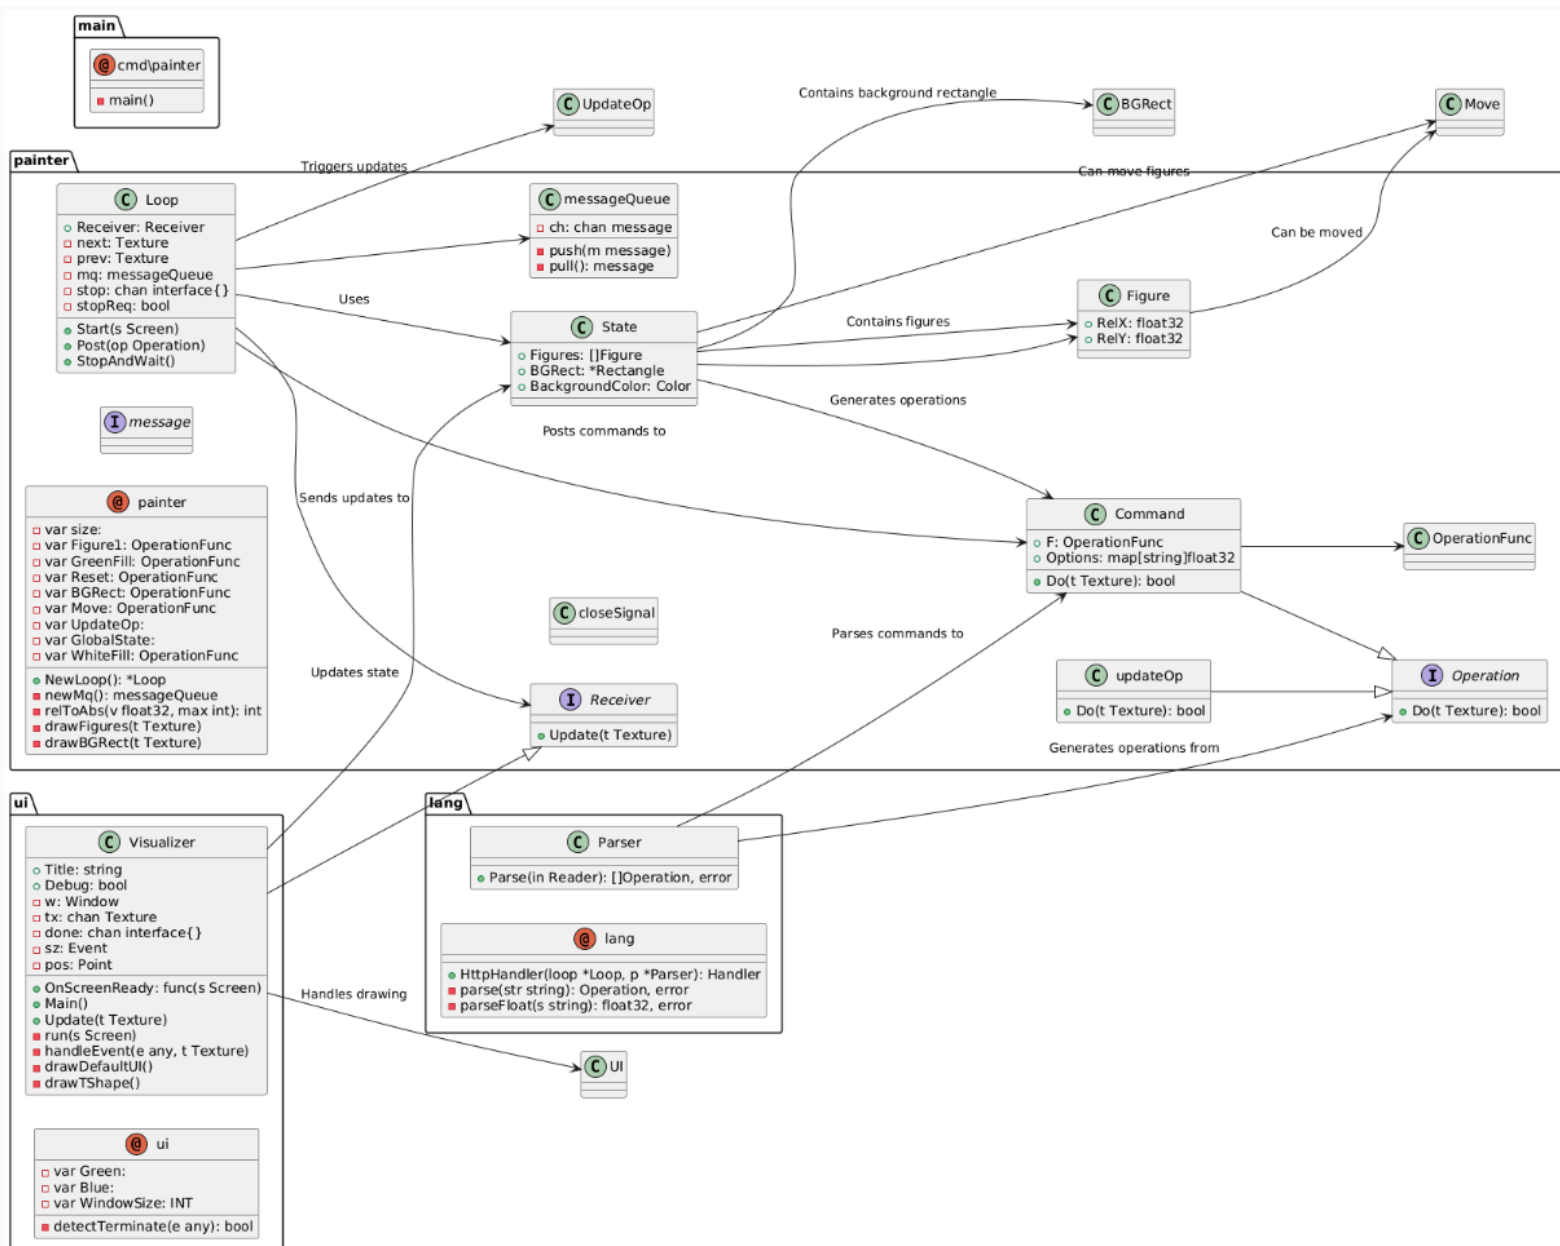 main
@ cmd\painter
main()
C UpdateOp
Contains background rectangle
C BGRect
C Move
painter
Triggers updates
Can move figures
C Loop
Receiver: Receiver
next: Texture
prev: Texture
mq: messageQueue
stop: chan interface{}
stopReq: bool
Start(s Screen)
Post(op Operation)
StopAndWait()
C messageQueue
ch: chan message
push(m message)
pull(): message
Can be moved
Uses
C State
Figures: []Figure
BGRect: *Rectangle
BackgroundColor: Color
Contains figures
C Figure
RelX: float32
RelY: float32
Generates operations
I message
Posts commands to
Sends updates to
@ painter
var size:
var Figure1: OperationFunc
var GreenFill: OperationFunc
var Reset: OperationFunc
var BGRect: OperationFunc
var Move: OperationFunc
var UpdateOp:
var GlobalState:
var WhiteFill: OperationFunc
NewLoop(): *Loop
newMq(): messageQueue
relToAbs(v float32, max int): int
drawFigures(t Texture)
drawBGRect(t Texture)
C Command
F: OperationFunc
Options: map[string]float32
Do(t Texture): bool
C OperationFunc
C closeSignal
Parses commands to
Updates state
I Receiver
Update(t Texture)
C updateOp
Do(t Texture): bool
I Operation
Do(t Texture): bool
Generates operations from
ui
C Visualizer
Title: string
Debug: bool
w: Window
tx: chan Texture
done: chan interface{}
sz: Event
pos: Point
OnScreenReady: func(s Screen)
Main()
Update(t Texture)
run(s Screen)
handleEvent(e any, t Texture)
drawDefaultUI()
drawTShape()
Handles drawing
lang
C Parser
Parse(in Reader): []Operation, error
@ lang
HttpHandler(loop *Loop, p *Parser): Handler
parse(str string): Operation, error
parseFloat(s string): float32, error
C UI
@ ui
var Green:
var Blue:
var WindowSize: INT
detectTerminate(e any): bool